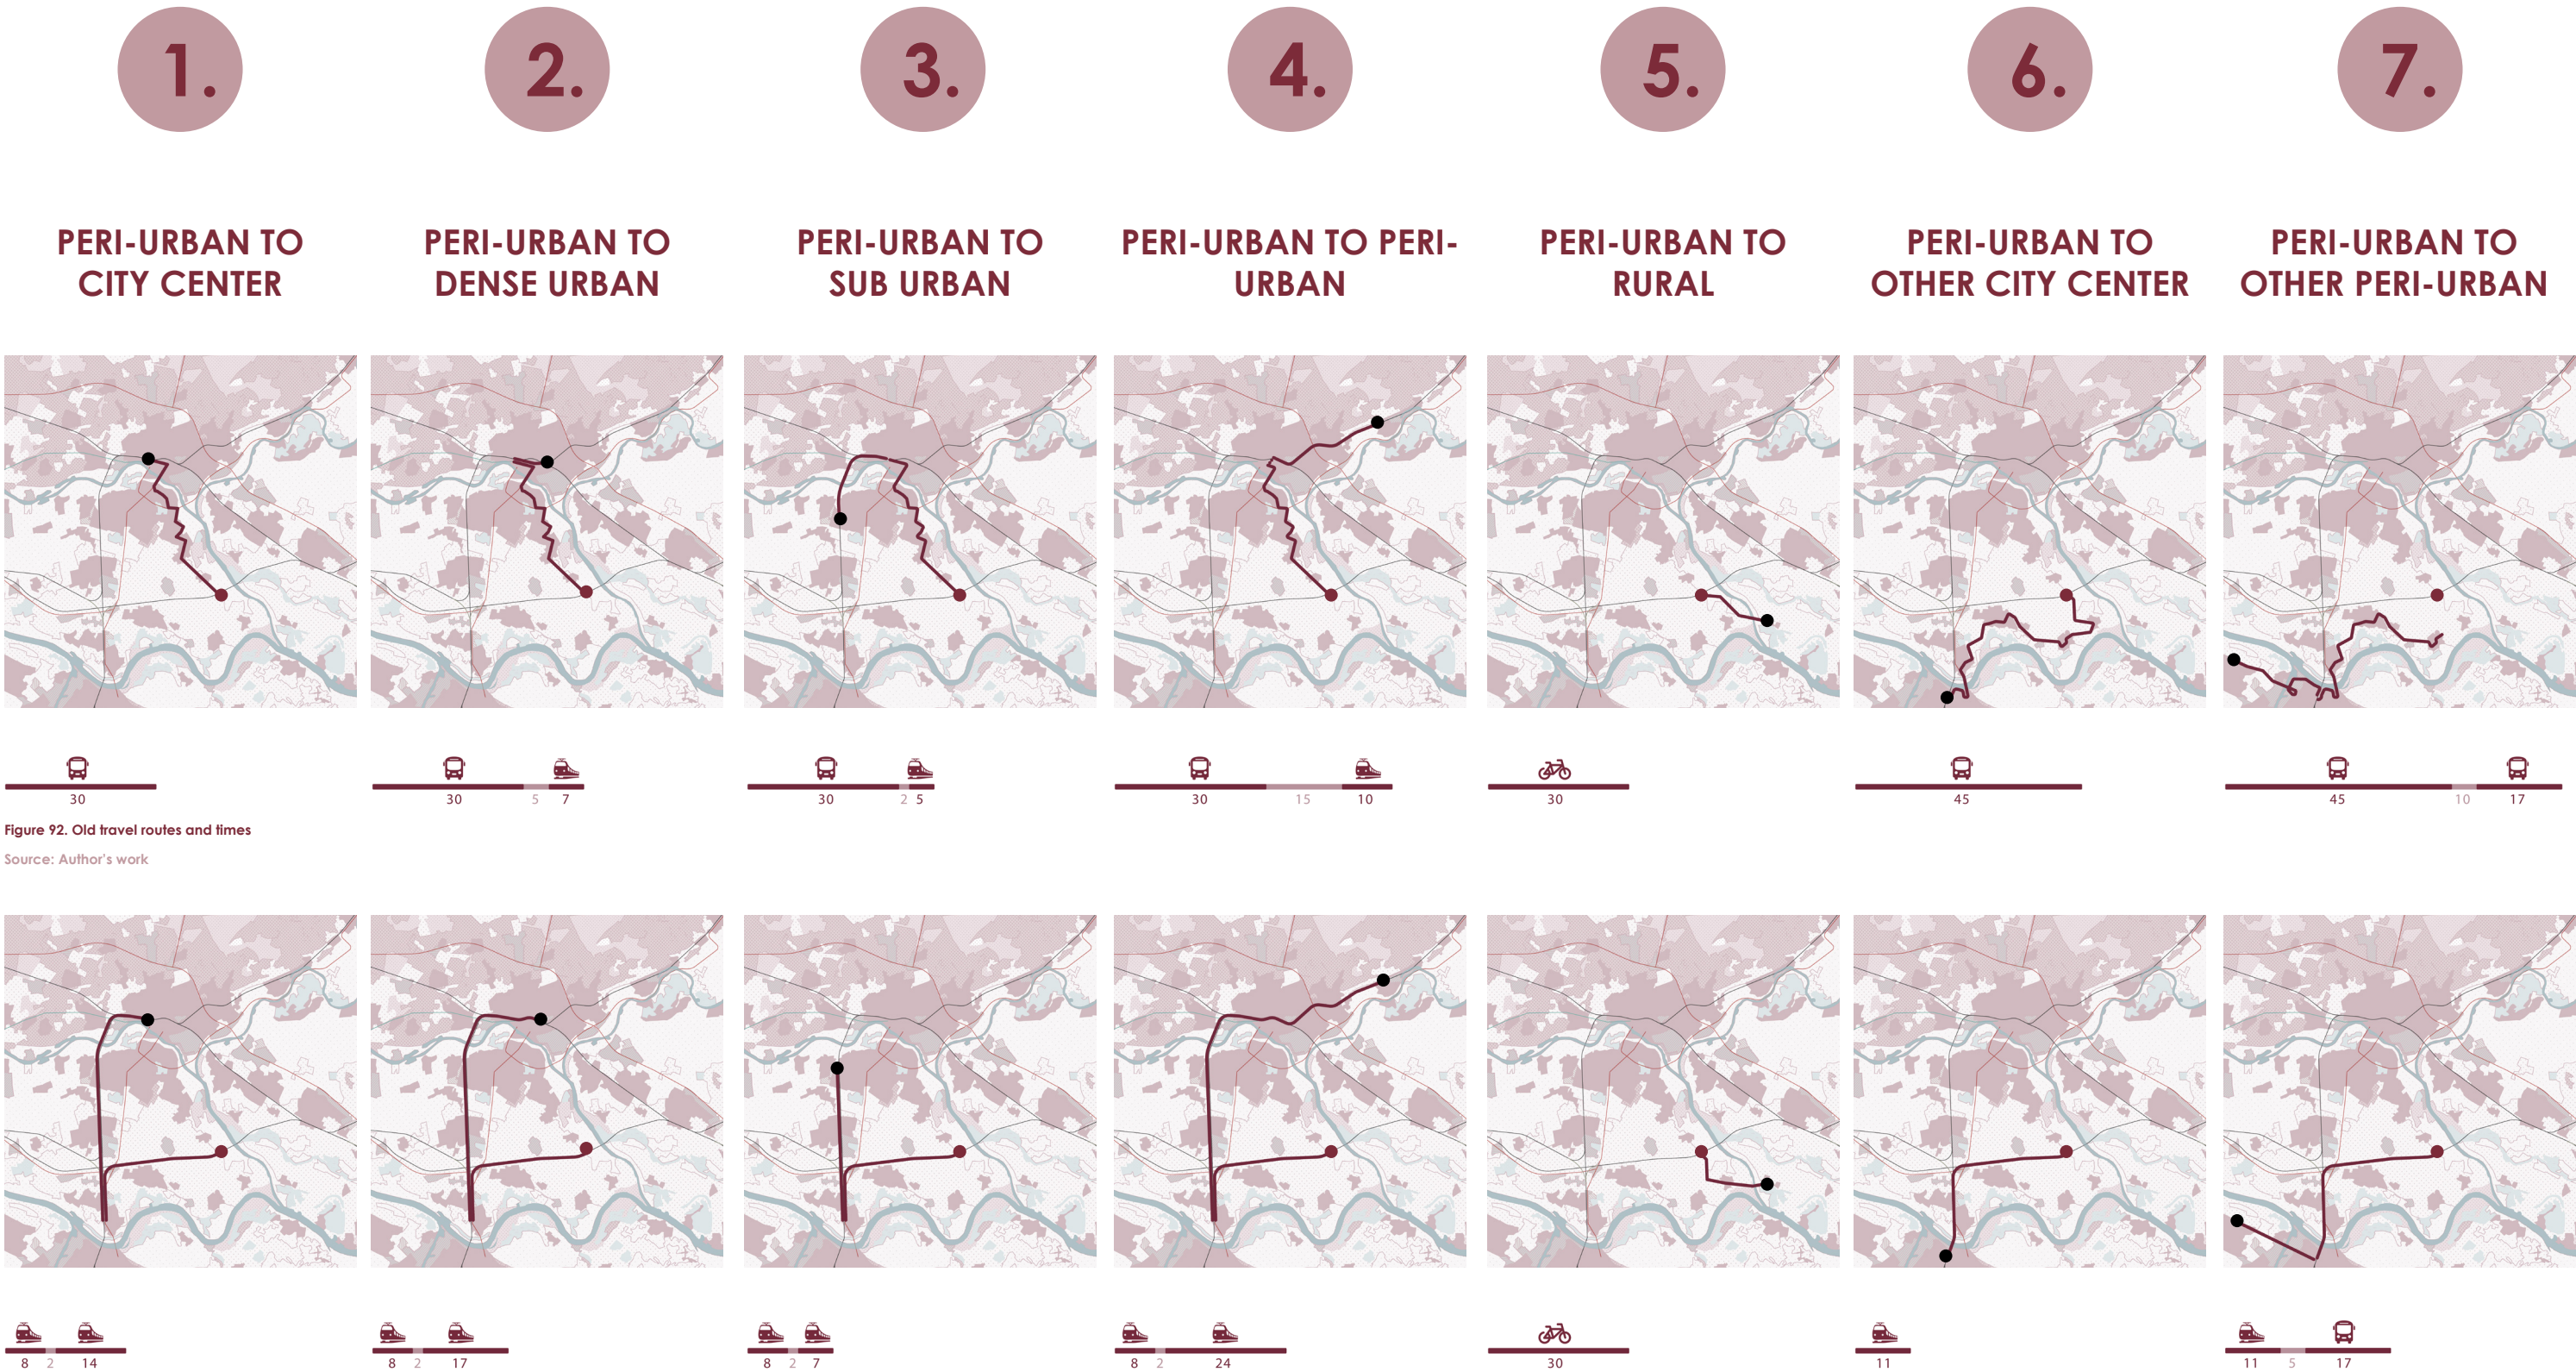 1.
2.
3.
4.
5.
6.
7.
PERI-URBAN TO
CITY CENTER
PERI-URBAN TO
DENSE URBAN
PERI-URBAN TO
SUB URBAN
PERI-URBAN TO PERI-
URBAN
PERI-URBAN TO
RURAL
PERI-URBAN TO
OTHER CITY CENTER
PERI-URBAN TO
OTHER PERI-URBAN
30
30 5 7
30 2 5
30 15 10
30
45
45 10 17
Figure 92. Old travel routes and times
Source: Author's work
8 2 14
8 2 17
8 2 7
8 2 24
30
11
11 5 17